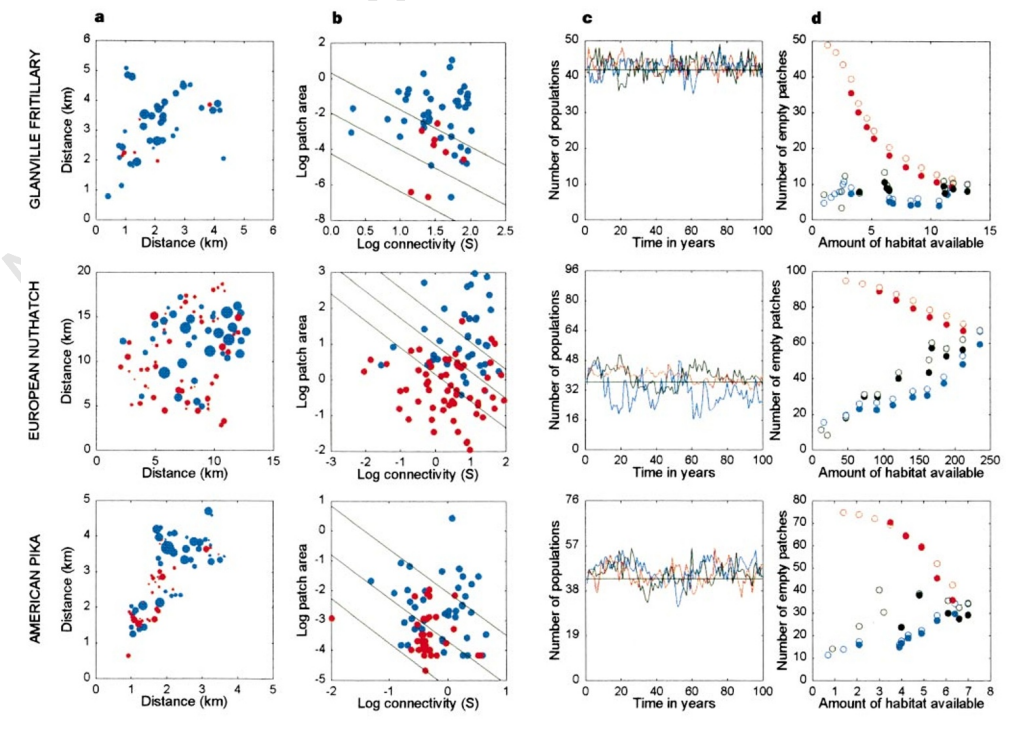 a b c d
GLANVILLE FRITILLARY
Distance (km)
6
5
4
3
2
1
0
0 1 2 3 4 5 6
Distance (km)
Log patch area
2
0
-2
-4
-6
-8
0.0 0.5 1.0 1.5 2.0 2.5
Log connectivity (S)
Number of populations
50
40
30
20
10
0
0 20 40 60 80 100
Time in years
Number of empty patches
50
40
30
20
10
0
0 5 10 15
Amount of habitat available
EUROPEAN NUTHATCH
Distance (km)
20
15
10
5
0
0 5 10 15
Distance (km)
Log patch area
3
2
1
0
-1
-2
-3 -2 -1 0 1 2
Log connectivity (S)
Number of populations
96
80
64
48
32
16
0
0 20 40 60 80 100
Time in years
Number of empty patches
100
80
60
40
20
0
0 50 100 150 200 250
Amount of habitat available
AMERICAN PIKA
Distance (km)
5
4
3
2
1
0
0 1 2 3 4 5
Distance (km)
Log patch area
1
0
-1
-2
-3
-4
-5
-2 -1 0 1
Log connectivity (S)
Number of populations
76
57
38
19
0
0 20 40 60 80 100
Time in years
Number of empty patches
80
70
60
50
40
30
20
10
0
0 1 2 3 4 5 6 7 8
Amount of habitat available